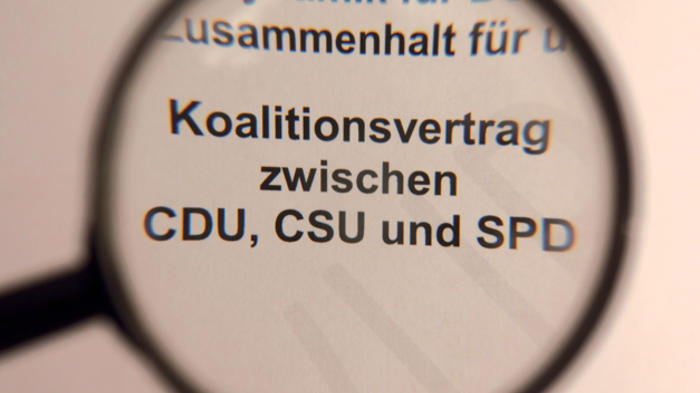 Zusammenhalt für
Koalitionsvertrag
zwischen
CDU, CSU und SPD